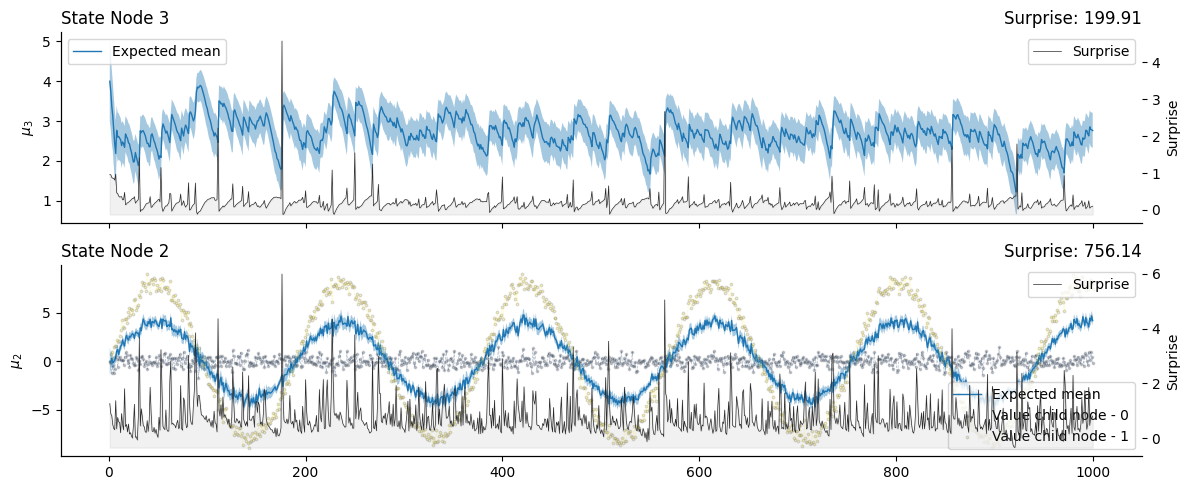 State Node 3
Surprise: 199.91
Expected mean
Surprise
5
4
3
2
1
μ3
4
3
2
1
0
Surprise
State Node 2
Surprise: 756.14
Surprise
5
0
−5
μ2
6
4
2
0
Surprise
Expected mean
Value child node - 0
Value child node - 1
0
200
400
600
800
1000